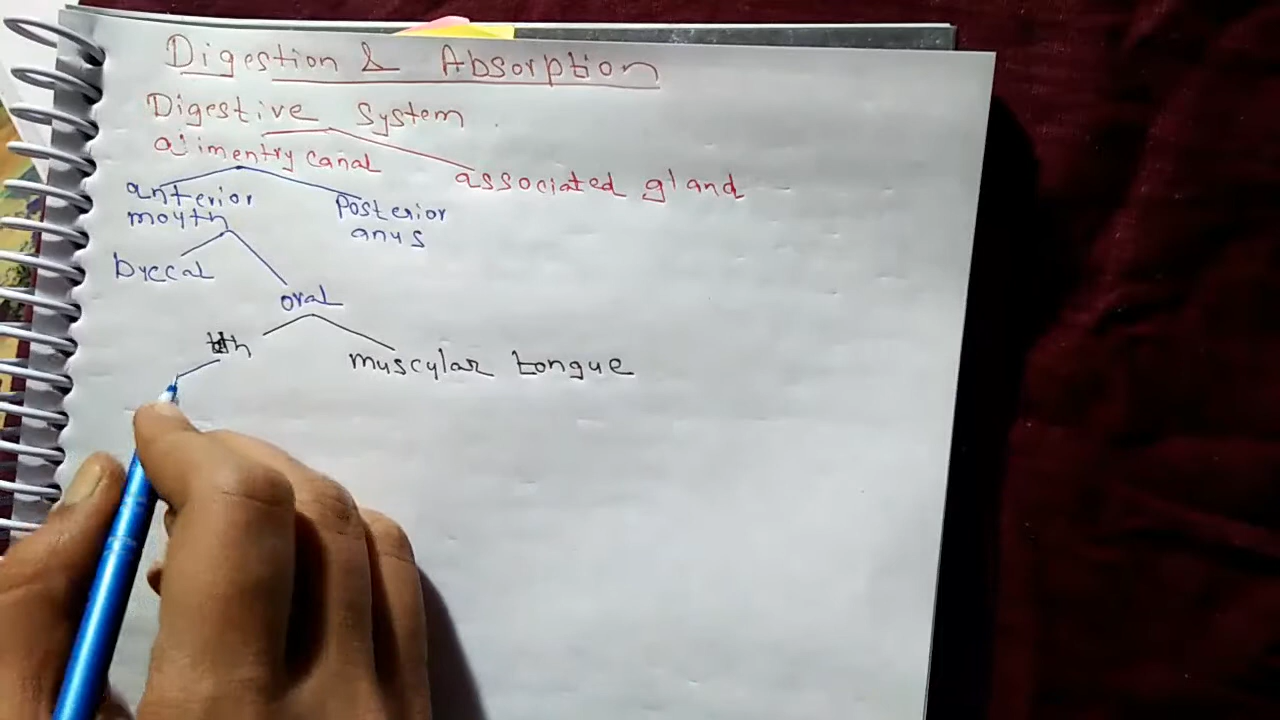 Digestion & Absorption
Digestive System
alimentry canal
associated gland
anterior
mouth
Posterior
anus
buccal
oral
muscular tongue